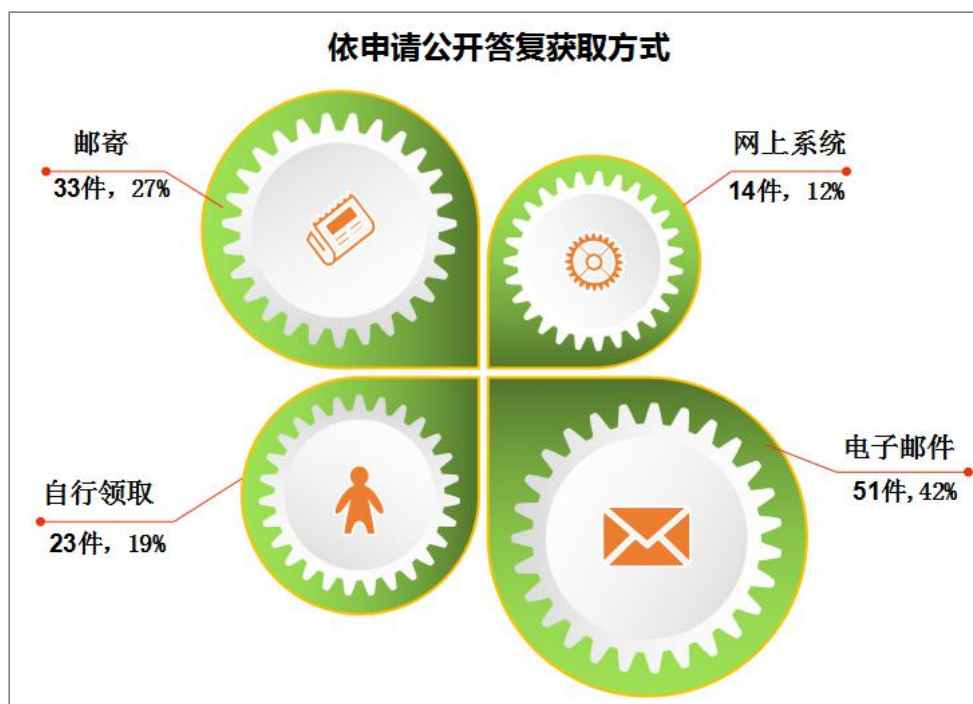 依申请公开答复获取方式
邮寄
33件，27%
网上系统
14件，12%
自行领取
23件，19%
电子邮件
51件,42%